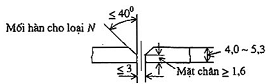 ≤ 40⁰
Mối hàn cho loại N
4,0 ~ 5,3
≤ 3
Mặt chân ≥ 1,6